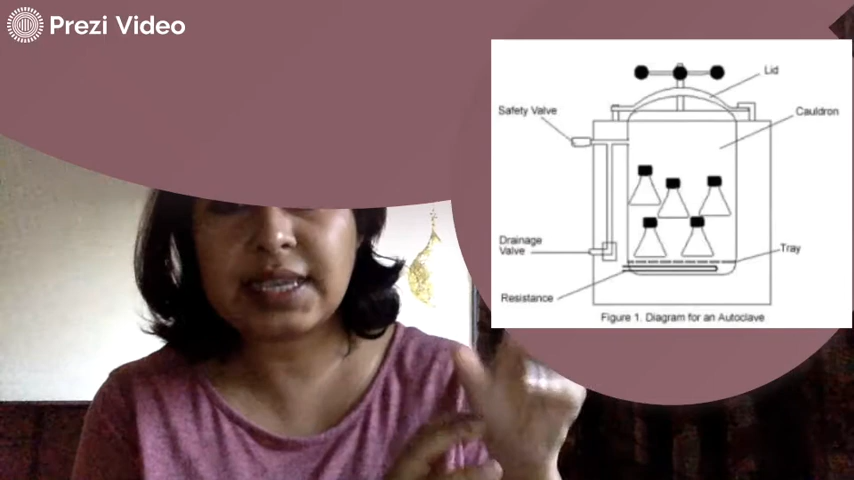 Prezi Video
Lid
Safety Valve
Cauldron
Drainage
Valve
Tray
Resistance
Figure 1. Diagram for an Autoclave